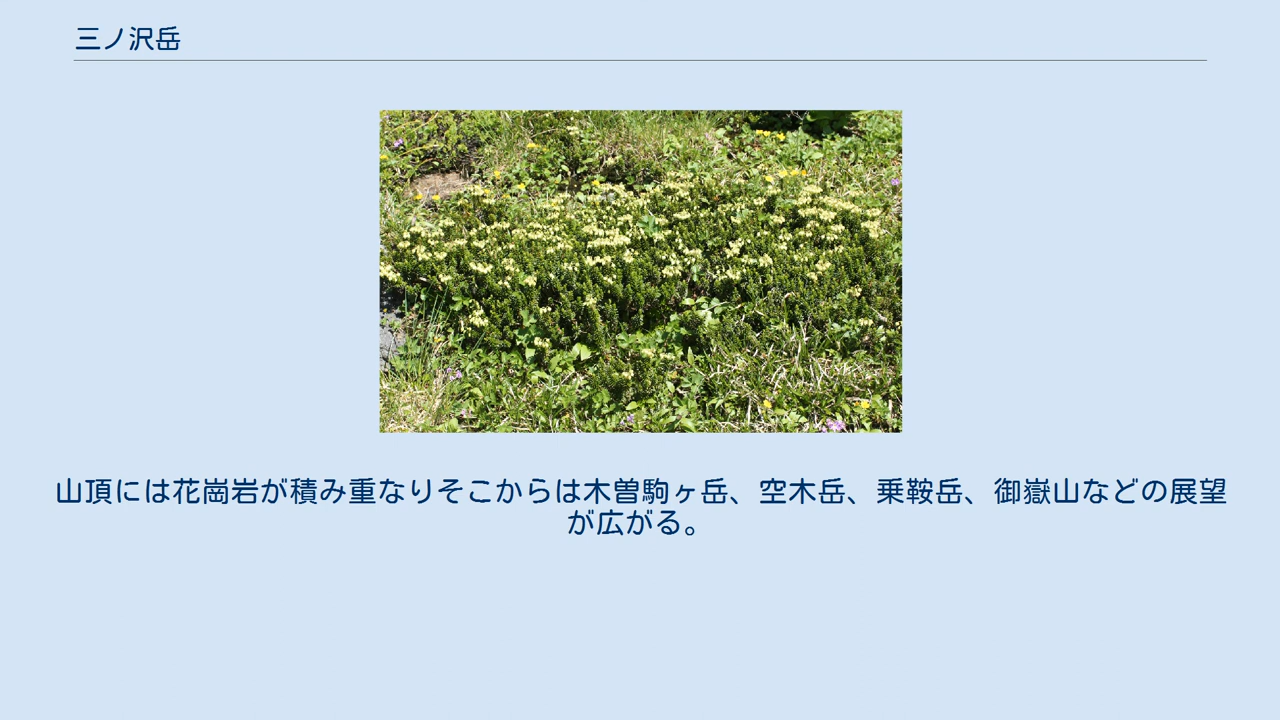 三ノ沢岳
山頂には花崗岩が積み重なりそこからは木曽駒ヶ岳、空木岳、乗鞍岳、御嶽山などの展望
が広がる。